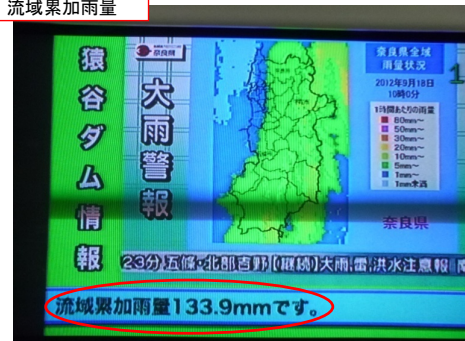 流域累加雨量
猿谷ダム情報
大雨警報
奈良県
奈良県全域
雨量状況
2012年9月18日
10時0分
1時間あたりの雨量
80mm～
50mm～
30mm～
20mm～
10mm～
5mm～
1mm～
1mm未満
奈良県
23分 五條・北部吉野【継続】大雨,雷,洪水注意報
流域累加雨量133.9mmです。